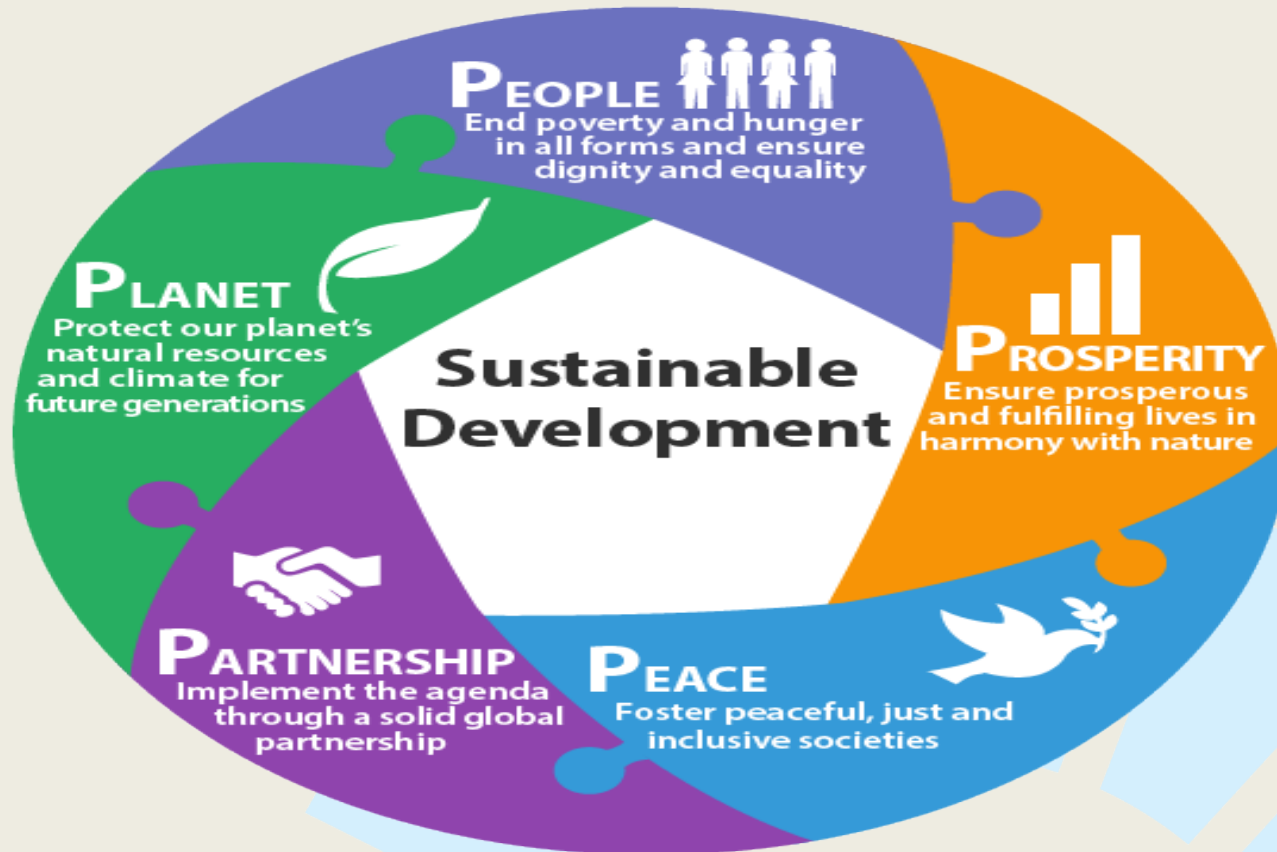 PEOPLE
End poverty and hunger
in all forms and ensure
dignity and equality
PLANET
Protect our planet's
natural resources
and climate for
future generations
Sustainable
Development
PROSPERITY
Ensure prosperous
and fulfilling lives in
harmony with nature
PARTNERSHIP
Implement the agenda
through a solid global
partnership
PEACE
Foster peaceful, just and
inclusive societies